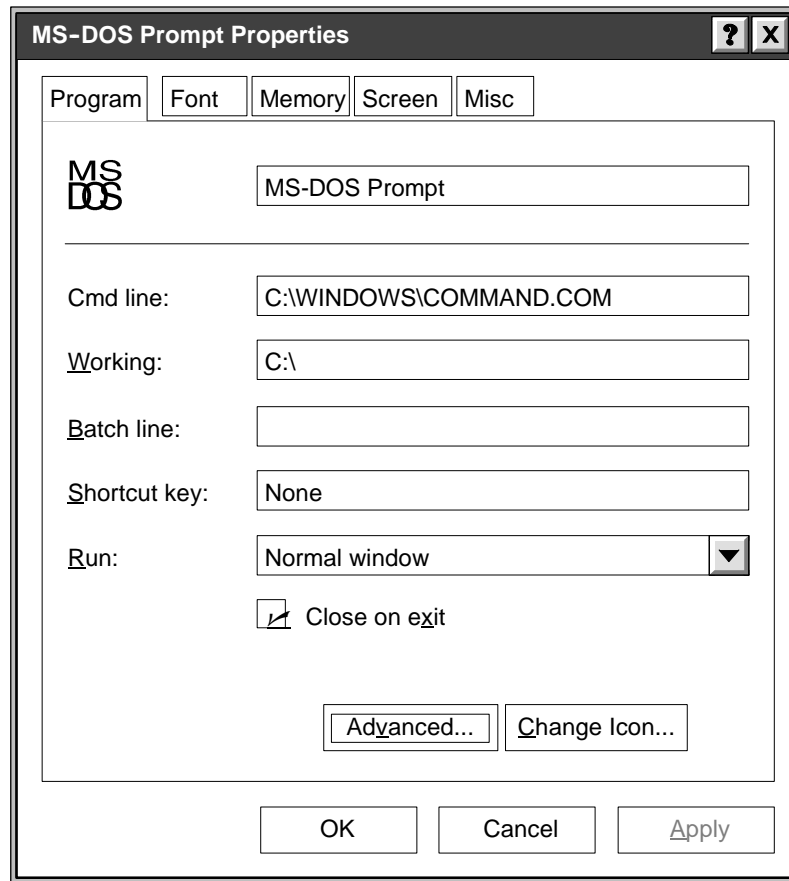 MS-DOS Prompt Properties
?
X
Program Font Memory Screen Misc
MS
DOS
MS-DOS Prompt
Cmd line: C:\WINDOWS\COMMAND.COM
Working: C:\
Batch line:
Shortcut key: None
Run: Normal window
Close on exit
Advanced... Change Icon...
OK Cancel Apply